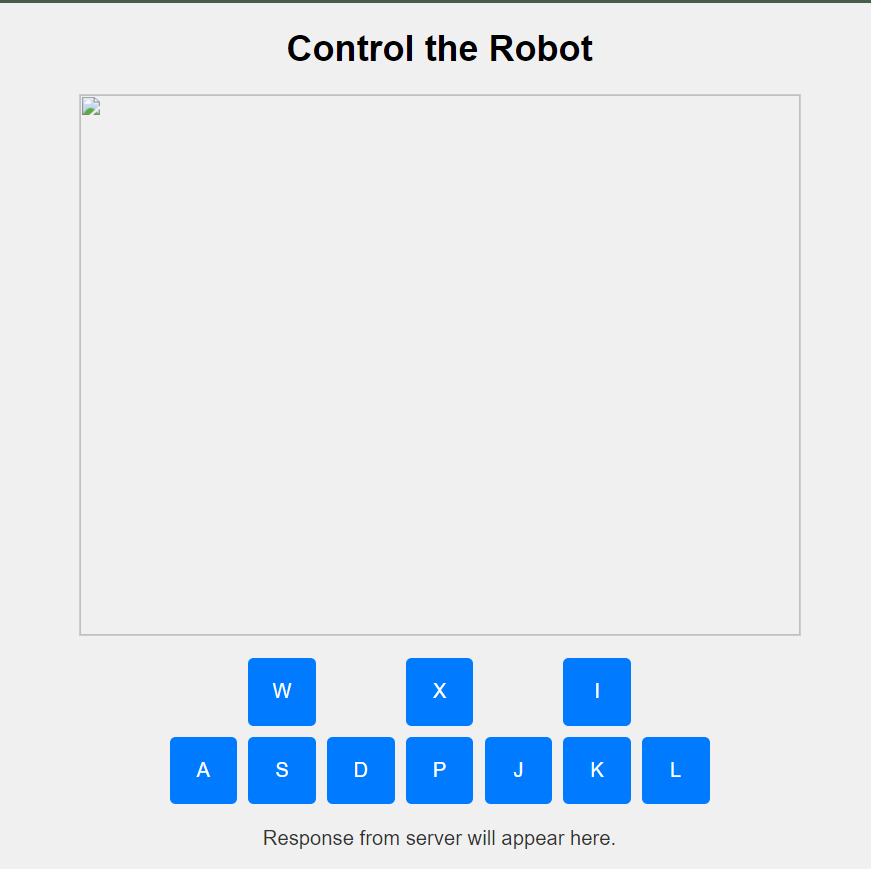 Control the Robot
W X I
A S D P J K L
Response from server will appear here.